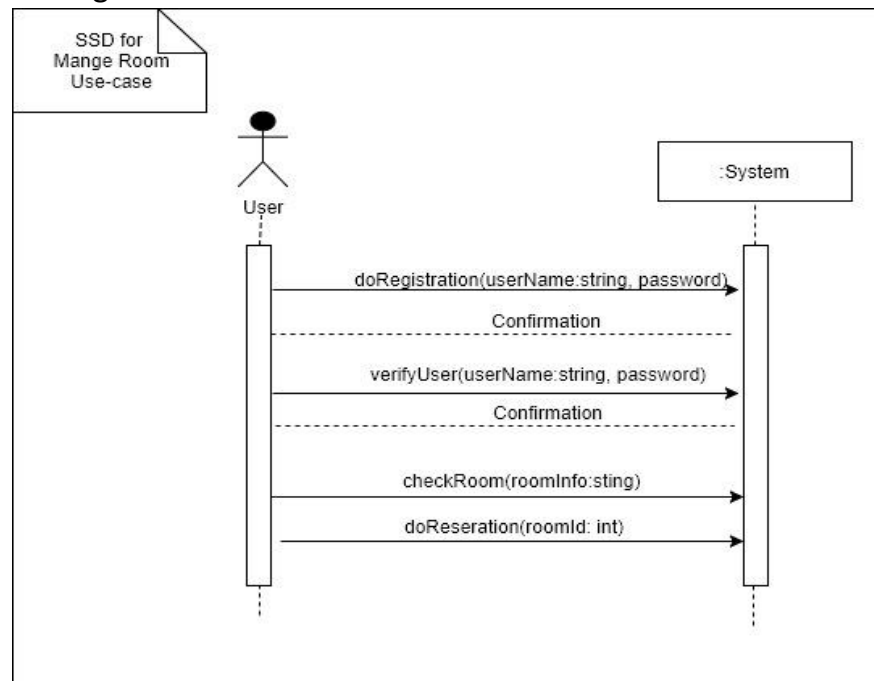 SSD for
Mange Room
Use-case
:System
User
doRegistration(userName:string, password)
Confirmation
verifyUser(userName:string, password)
Confirmation
checkRoom(roomInfo:sting)
doReseration(roomId: int)